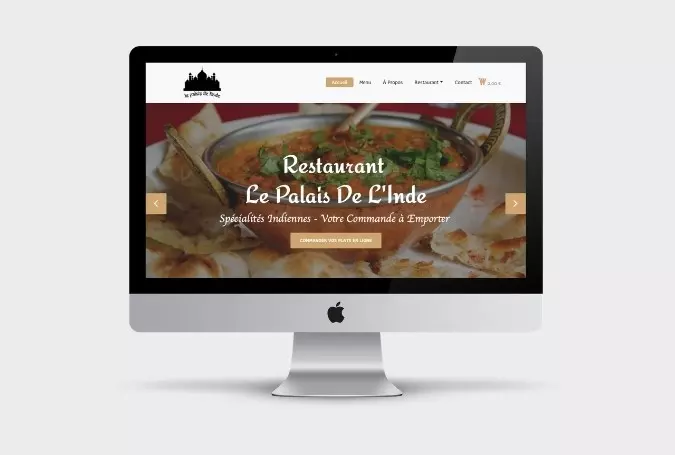 Le Palais de l'Inde
Accueil Menu À Propos Restaurant Contact 0,00 €
Restaurant
Le Palais De L'Inde
Spécialités Indiennes - Votre Commande à Emporter
COMMANDER VOS PLATS EN LIGNE